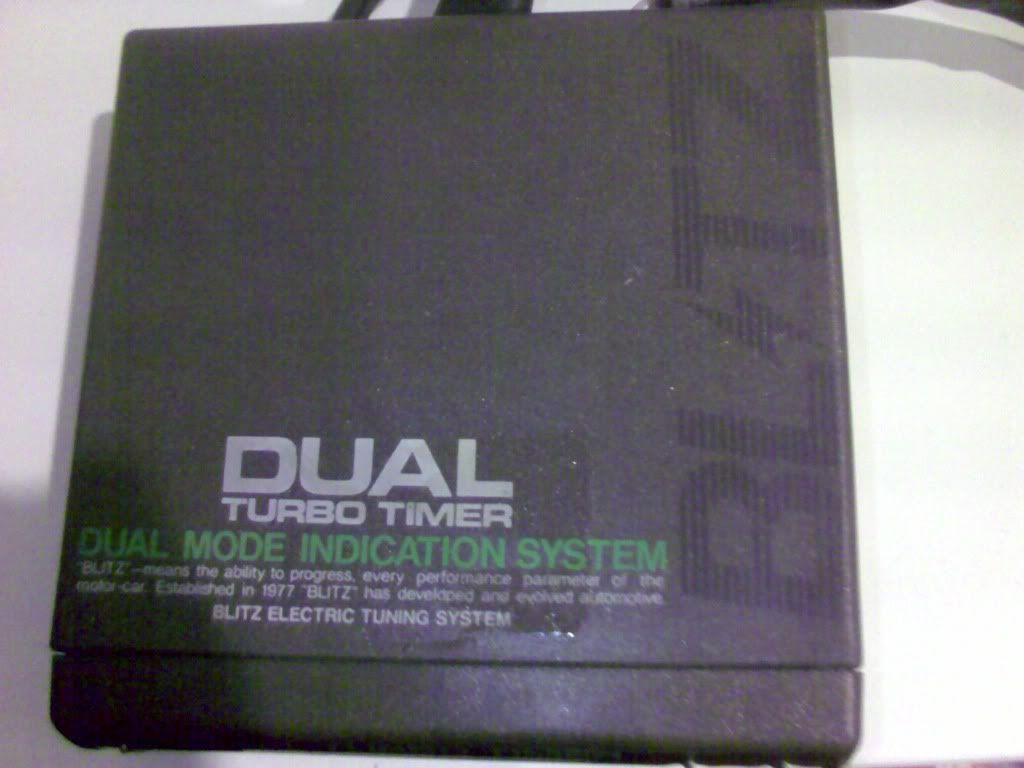 DUAL
TURBO TIMER
DUAL MODE INDICATION SYSTEM
"BLITZ"—means the ability to progress, every performance parameter of the
motor-car. Established in 1977 "BLITZ" has developed and evolved automotive.
BLITZ ELECTRIC TUNING SYSTEM
BLITZ